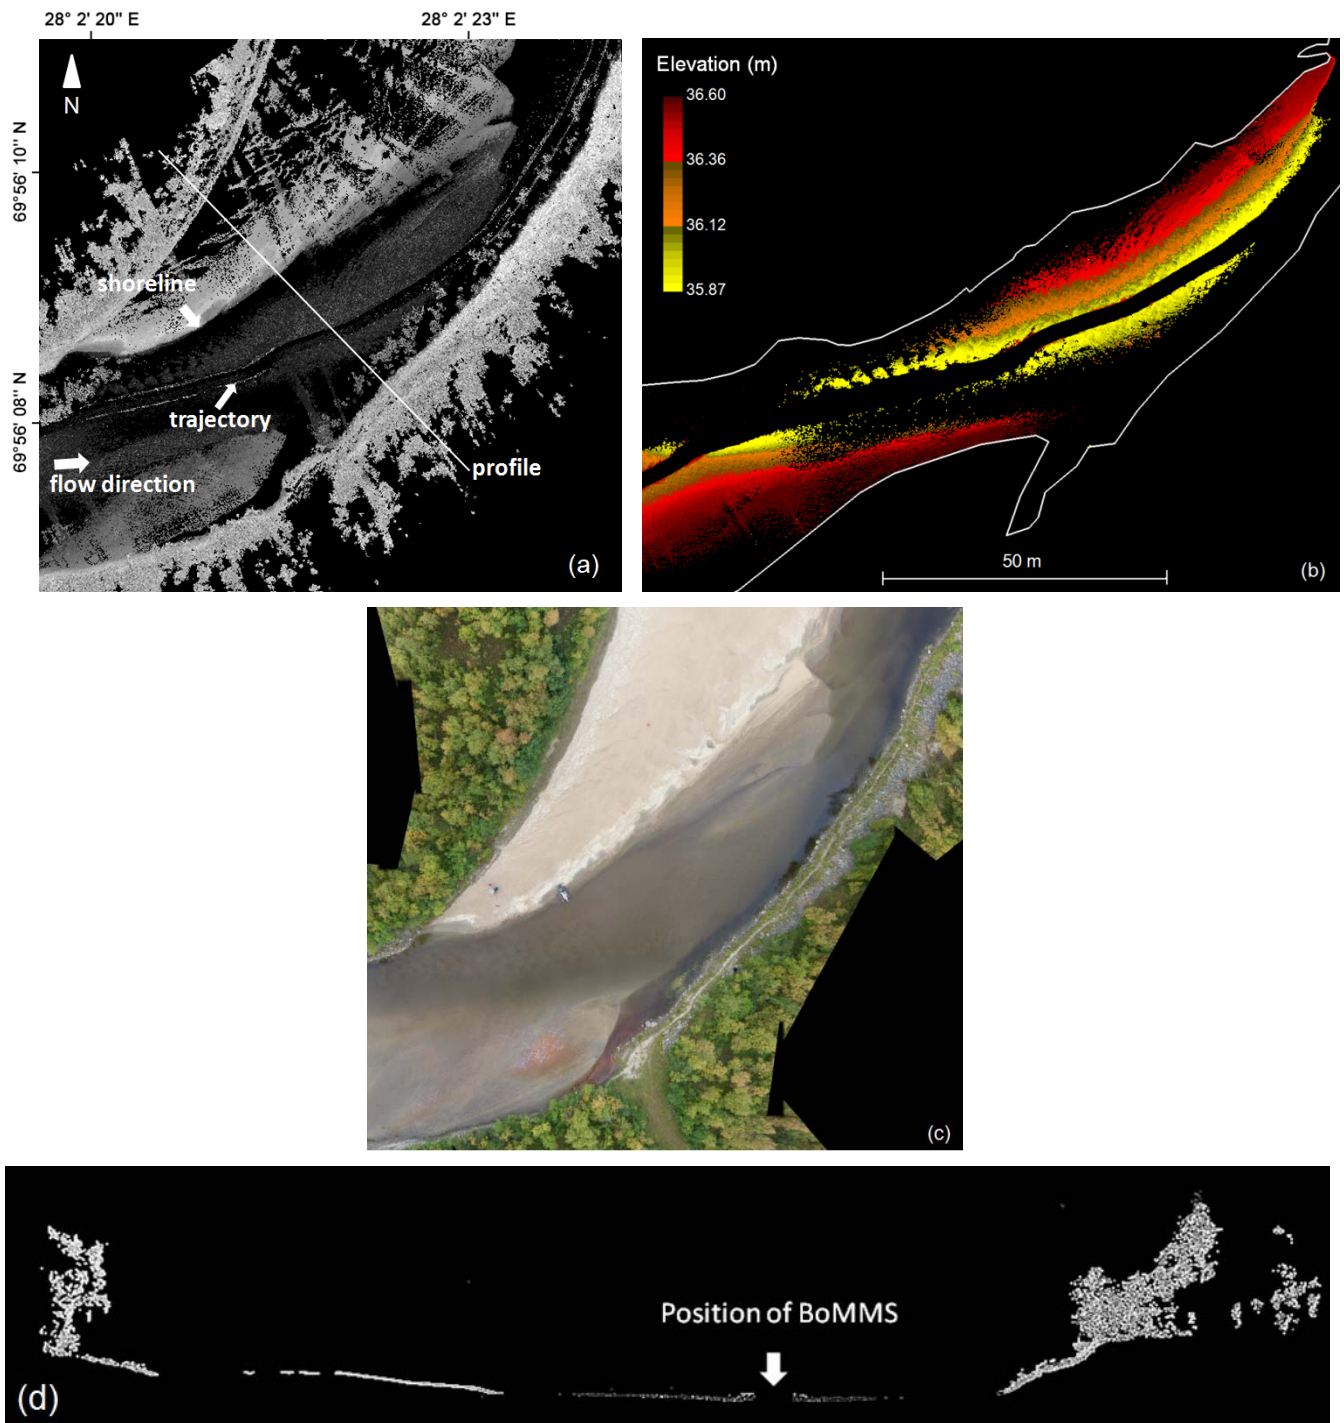 28° 2' 20" E
28° 2' 23" E
N
69°56' 10'' N
69°56' 08'' N
shoreline
trajectory
flow direction
profile
(a)
Elevation (m)
36.60
36.36
36.12
35.87
50 m
(b)
(c)
Position of BoMMS
(d)